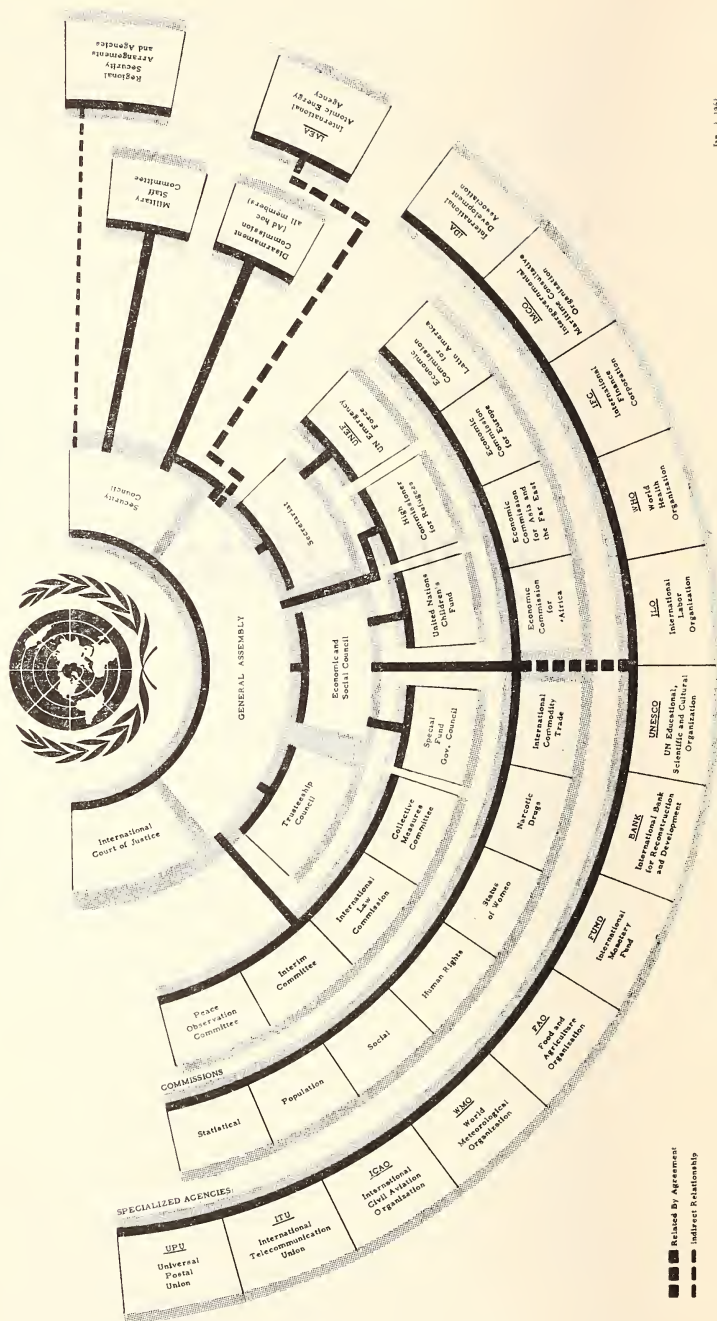 GENERAL ASSEMBLY
International
Court of Justice
Trusteeship
Council
Economic and
Social Council
Secretariat
Security
Council
Regional
Security
Arrangements
and Agencies
Military
Staff
Committee
Disarmament
Commission
(Ad hoc
all members)
IAEA
International
Atomic Energy
Agency
Peace
Observation
Committee
Interim
Committee
International
Law
Commission
Collective
Measures
Committee
Special
Fund
Gov. Council
United Nations
Children's
Fund
High
Commissioner
for Refugees
UNEF
UN Emergency
Force
COMMISSIONS
Statistical
Population
Social
Human Rights
Status
of Women
Narcotic
Drugs
International
Commodity
Trade
Economic
Commission
for
Africa
Economic
Commission
for Asia and
the Far East
Economic
Commission
for Europe
Economic
Commission
for
Latin America
SPECIALIZED AGENCIES:
UPU
Universal
Postal
Union
ITU
International
Telecommunication
Union
ICAO
International
Civil Aviation
Organization
WMO
World
Meteorological
Organization
FAO
Food and
Agriculture
Organization
FUND
International
Monetary
Fund
BANK
International Bank
for Reconstruction
and Development
UNESCO
UN Educational,
Scientific and Cultural
Organization
ILO
International
Labor
Organization
WHO
World
Health
Organization
IFC
International
Finance
Corporation
IMCO
Intergovernmental
Maritime Consultative
Organization
IDA
International
Development
Association
Related By Agreement
Indirect Relationship